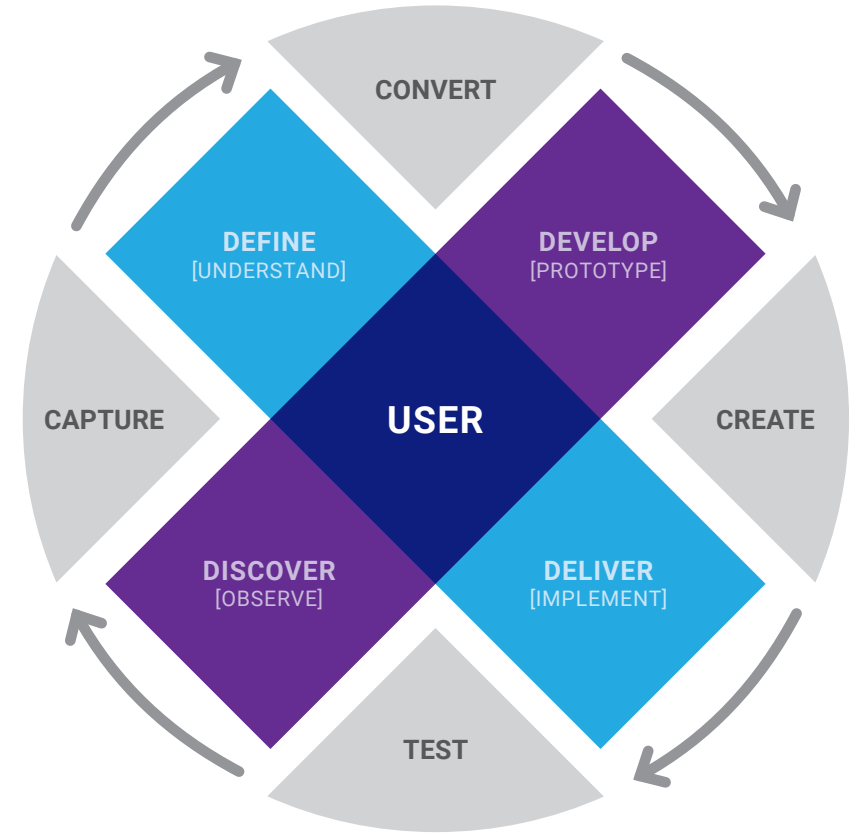 CONVERT
DEFINE
[UNDERSTAND]
DEVELOP
[PROTOTYPE]
CAPTURE
USER
CREATE
DISCOVER
[OBSERVE]
DELIVER
[IMPLEMENT]
TEST